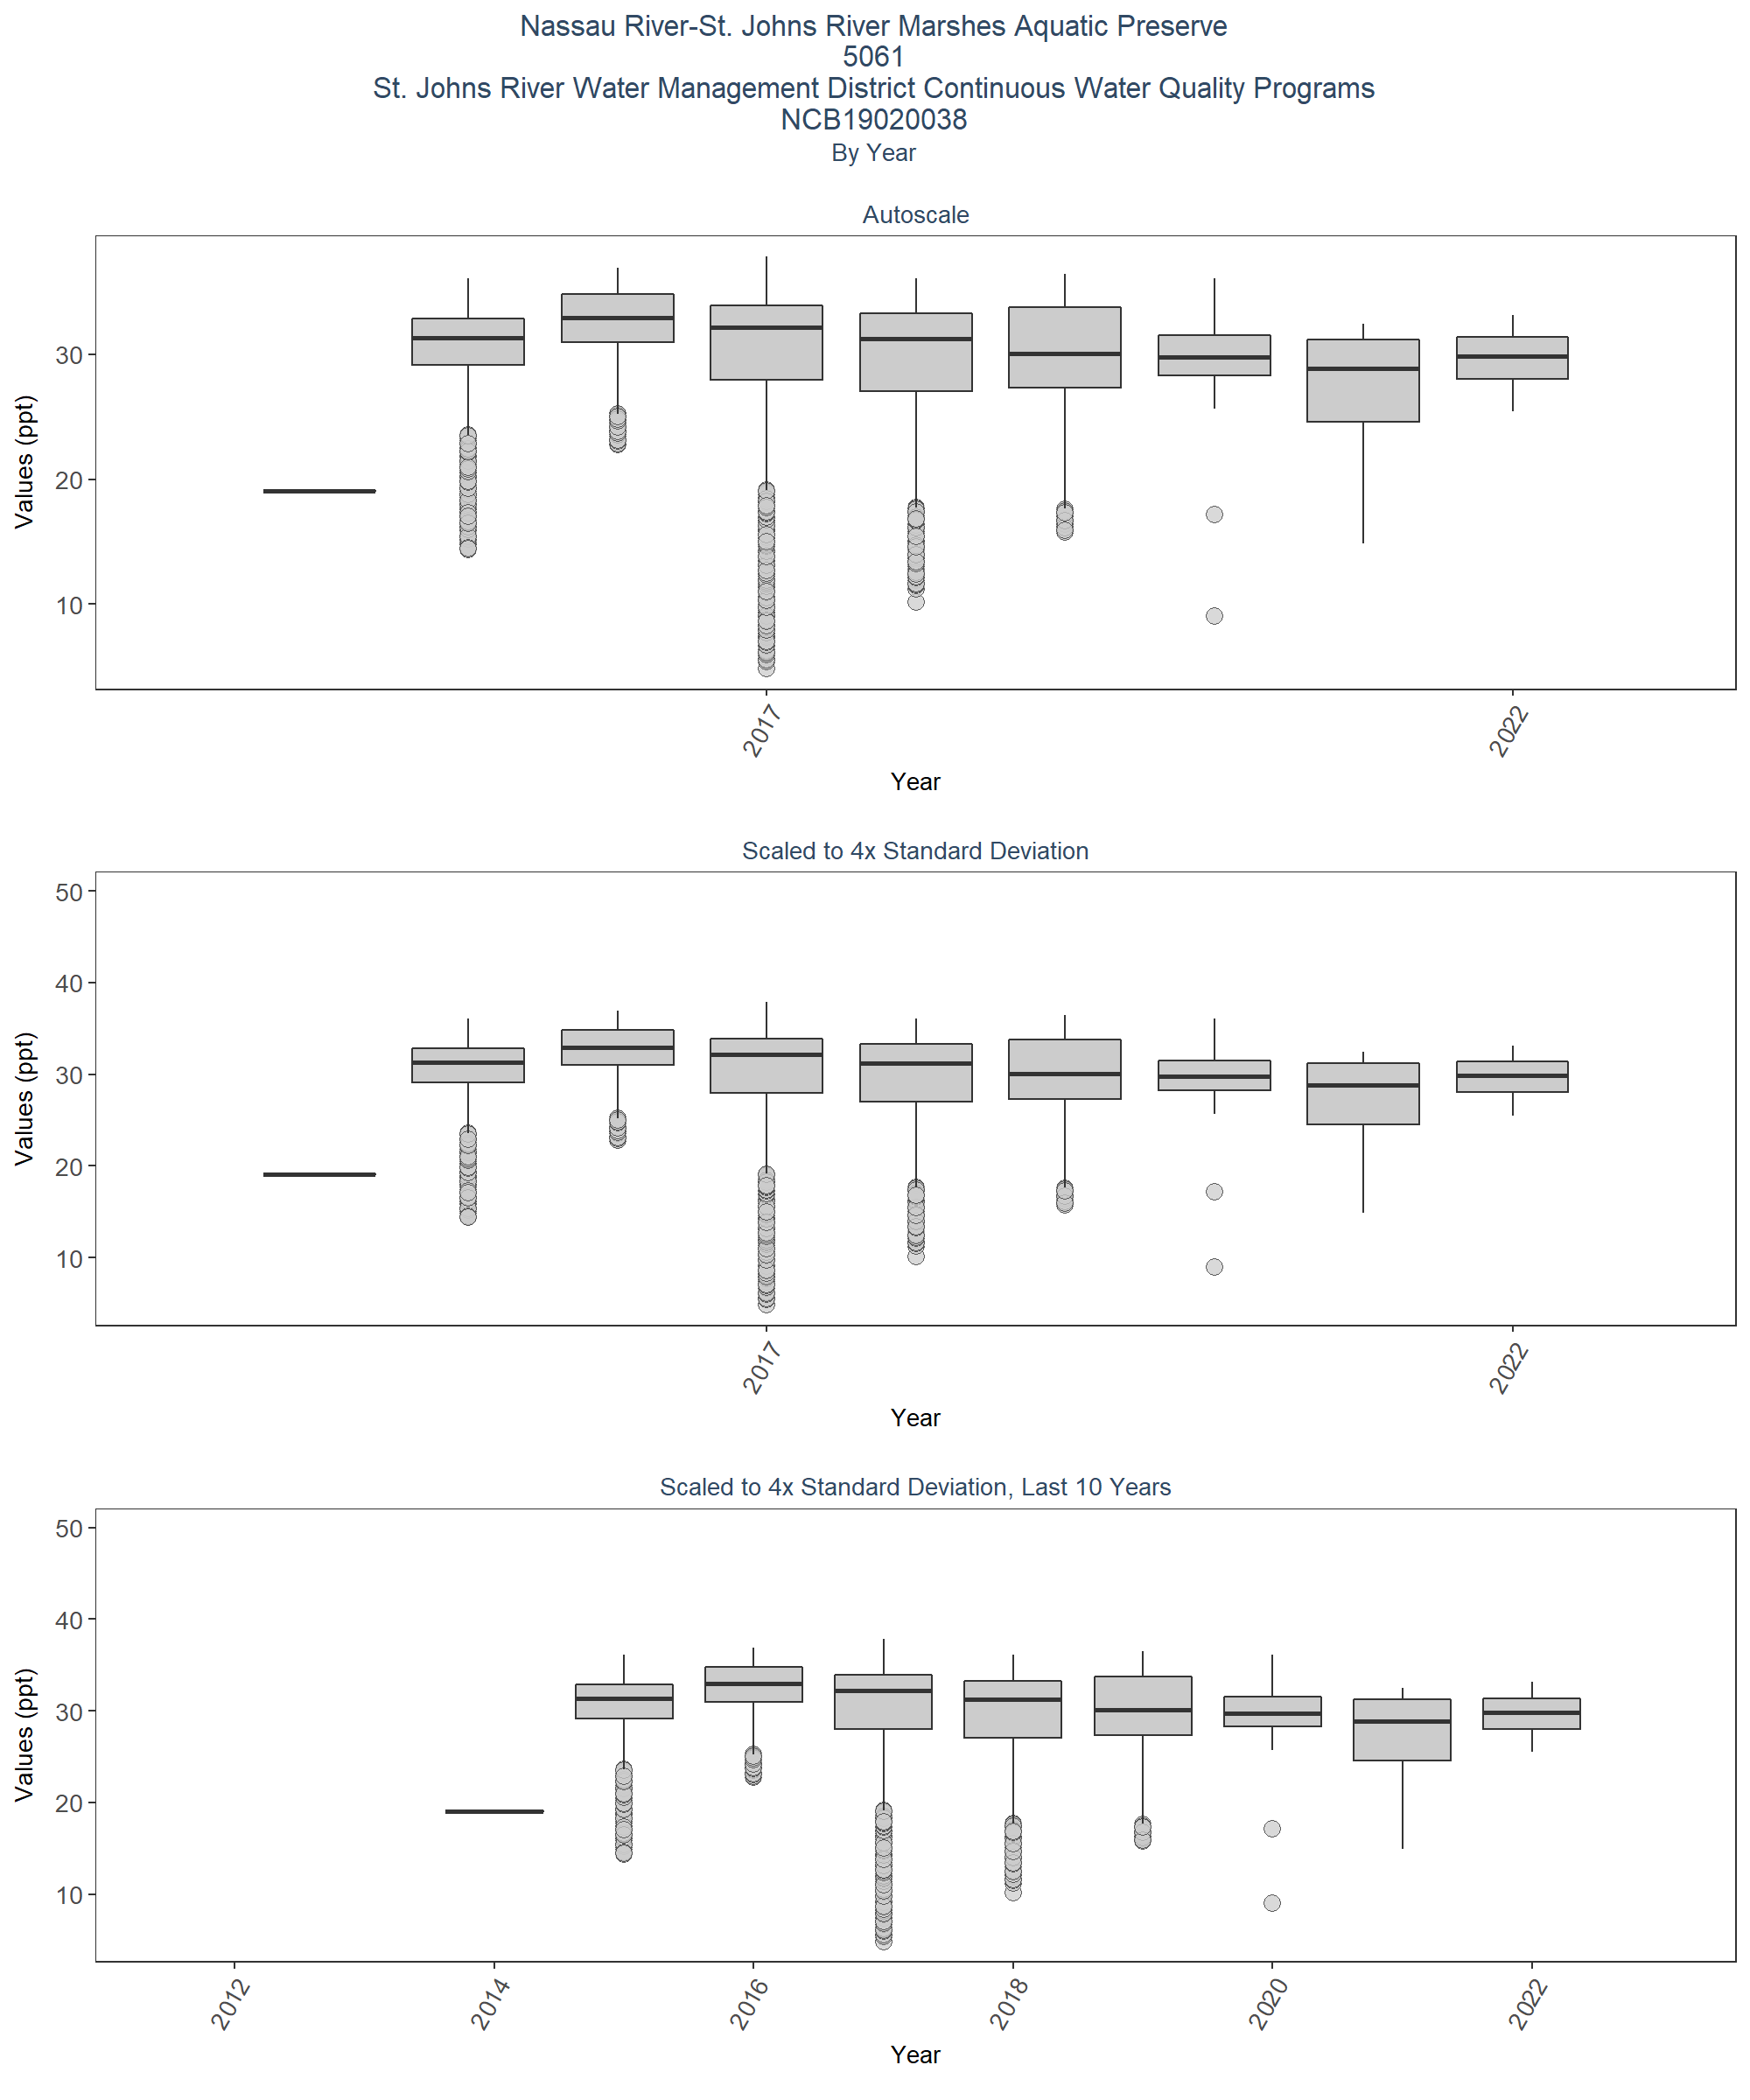 Nassau River-St. Johns River Marshes Aquatic Preserve
5061
St. Johns River Water Management District Continuous Water Quality Programs
NCB19020038
By Year
Autoscale
Values (ppt)
30
20
10
2017
2022
Year
Scaled to 4x Standard Deviation
Values (ppt)
50
40
30
20
10
2017
2022
Year
Scaled to 4x Standard Deviation, Last 10 Years
Values (ppt)
50
40
30
20
10
2012
2014
2016
2018
2020
2022
Year